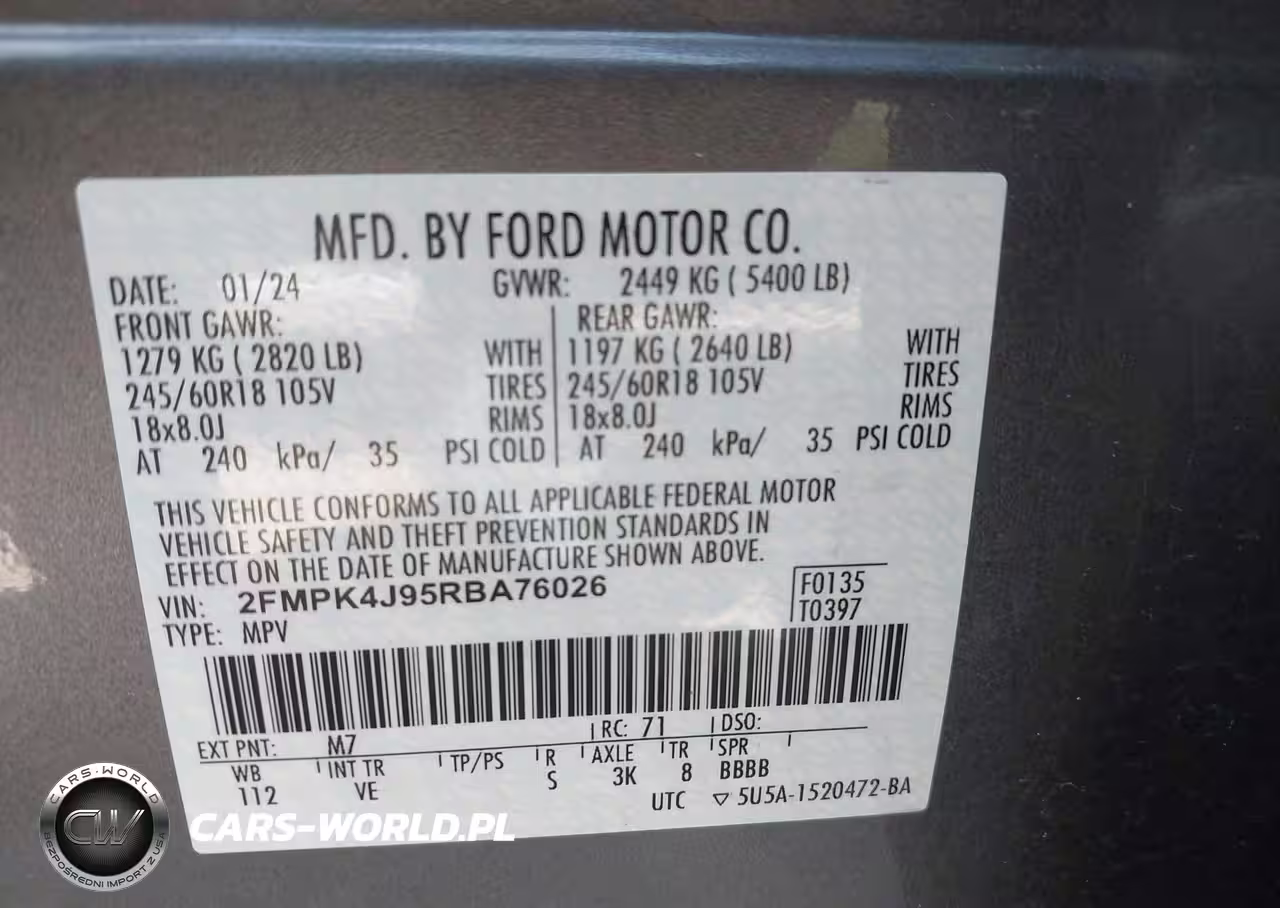 MFD. BY FORD MOTOR CO.
DATE: 01/24 GVWR: 2449 KG ( 5400 LB)
FRONT GAWR: REAR GAWR:
1279 KG ( 2820 LB) WITH 1197 KG ( 2640 LB) WITH
245/60R18 105V TIRES 245/60R18 105V TIRES
18x8.0J RIMS 18x8.0J RIMS
AT 240 kPa/ 35 PSI COLD AT 240 kPa/ 35 PSI COLD
THIS VEHICLE CONFORMS TO ALL APPLICABLE FEDERAL MOTOR
VEHICLE SAFETY AND THEFT PREVENTION STANDARDS IN
EFFECT ON THE DATE OF MANUFACTURE SHOWN ABOVE.
VIN: 2FMPK4J95RBA76026 F0135
TYPE: MPV T0397
EXT PNT: M7 RC: 71 DSO:
WB INT TR TP/PS R AXLE TR SPR
112 VE S 3K 8 BBBB
UTC ▽ 5U5A-1520472-BA
CARS-WORLD
CW
BEZPOŚREDNI IMPORT Z USA
CARS-WORLD.PL